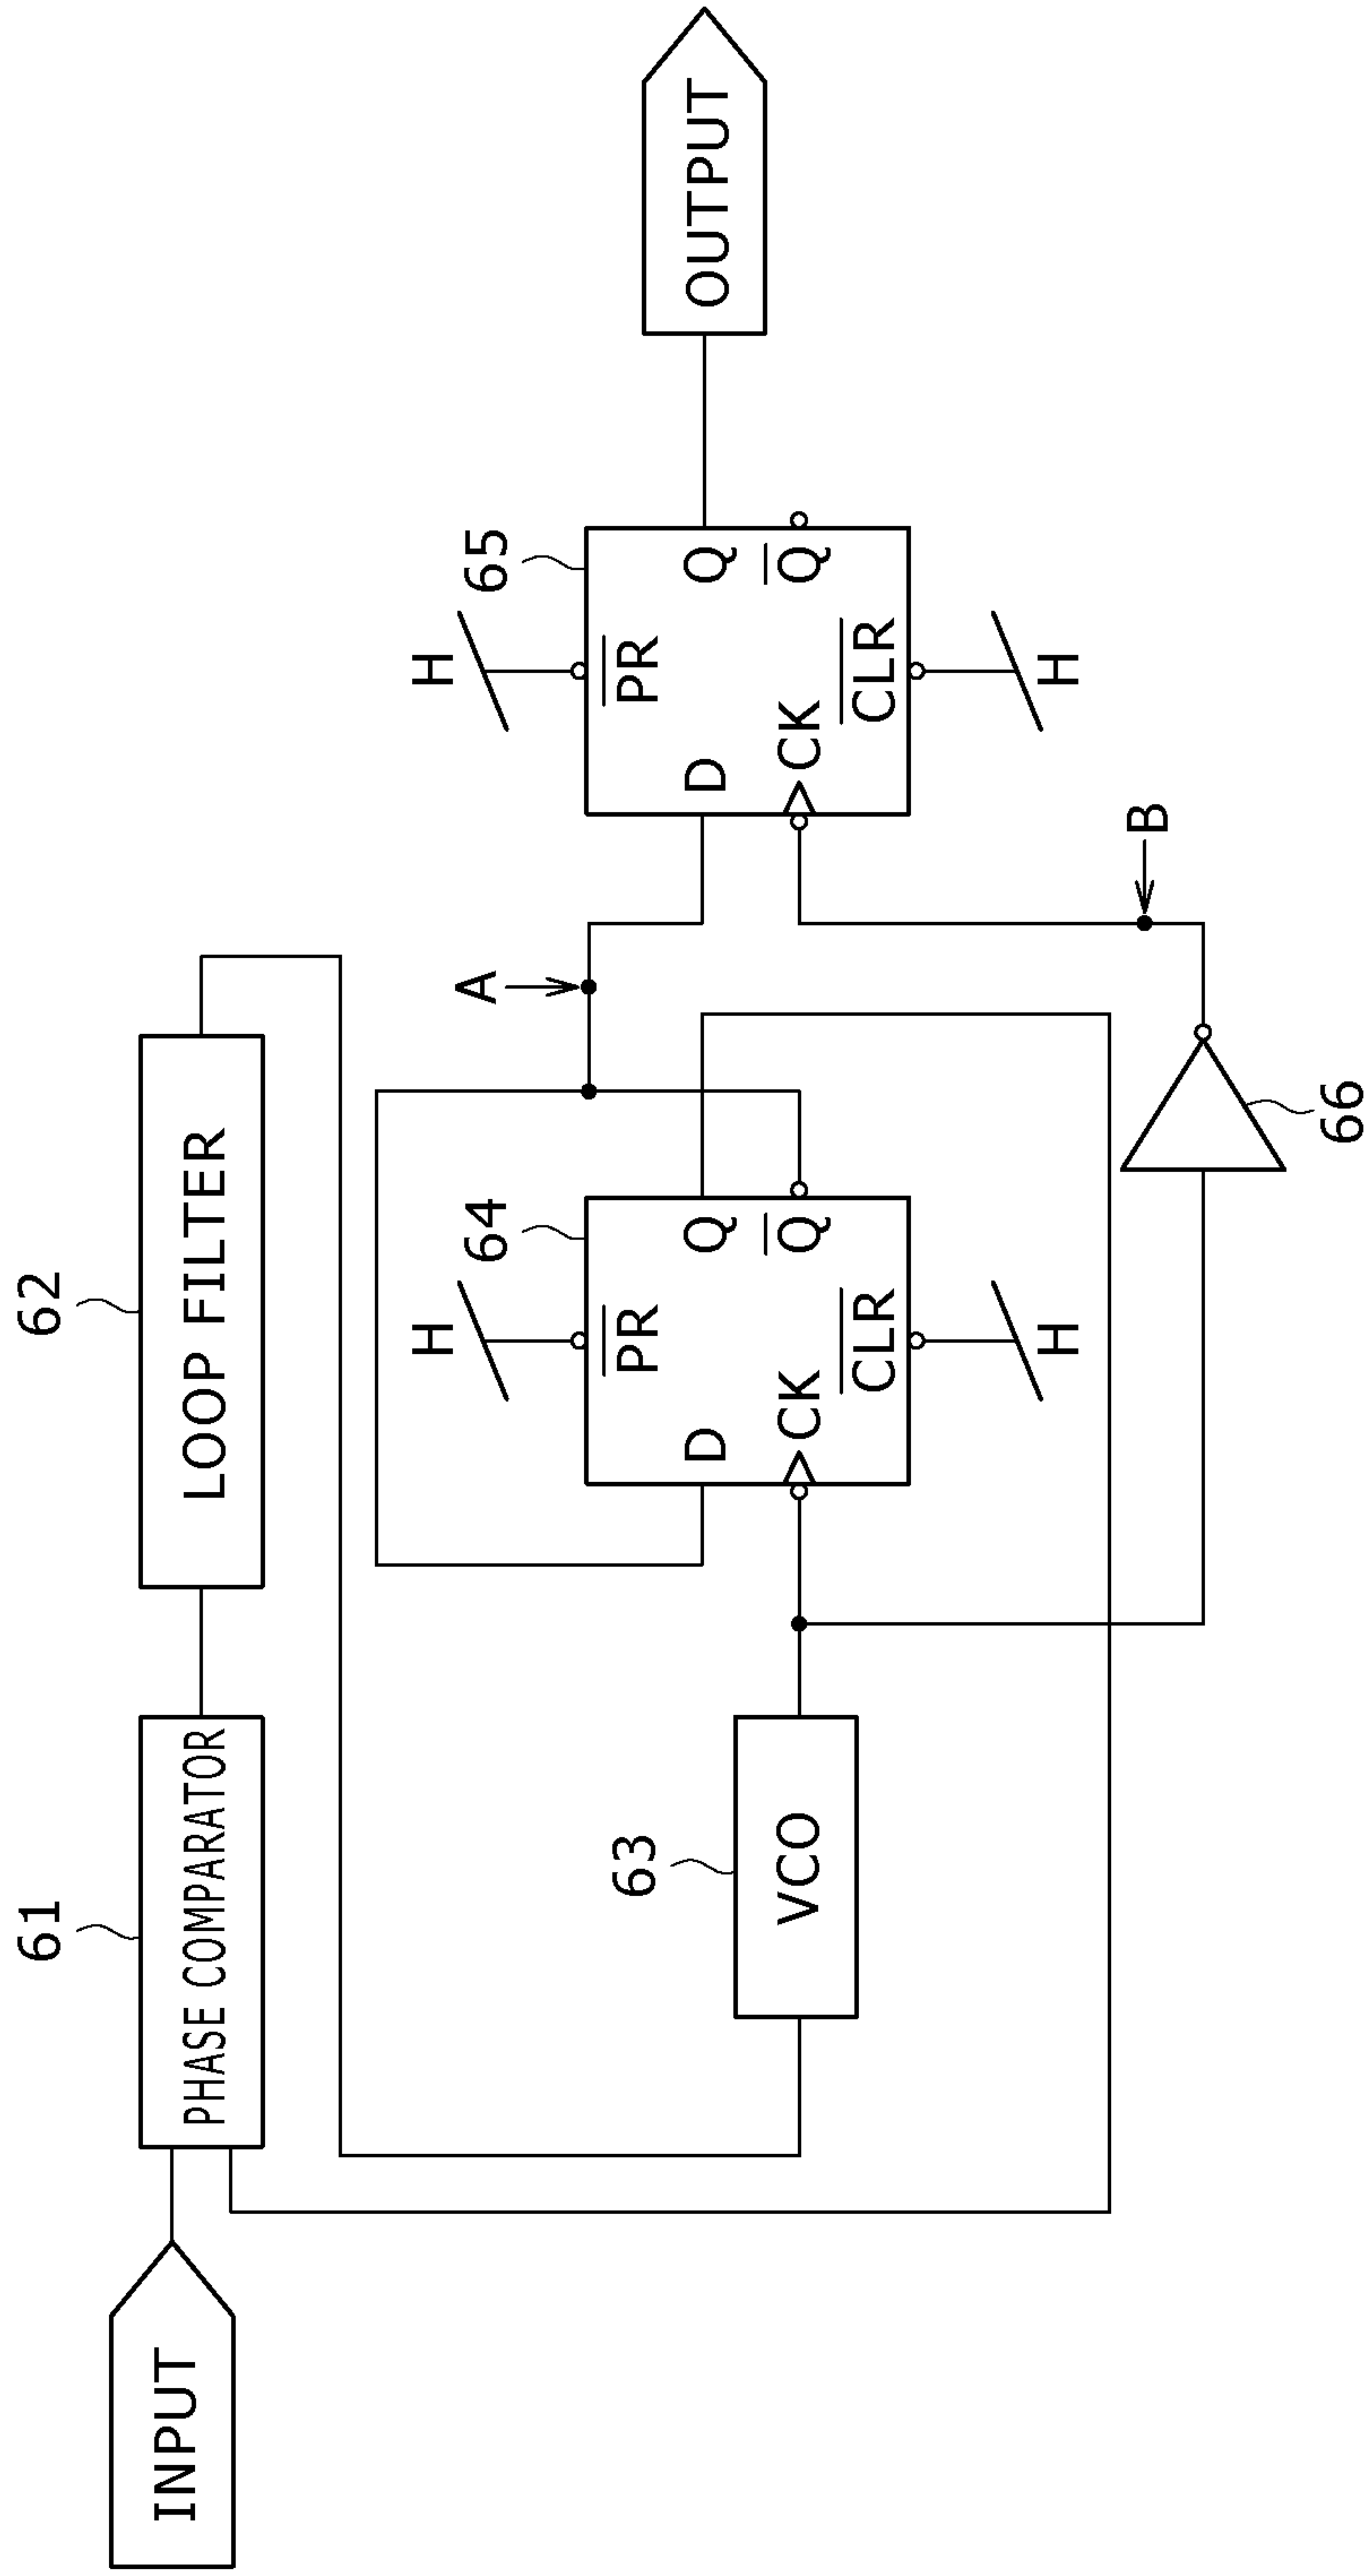 INPUT
61
PHASE COMPARATOR
62
LOOP FILTER
63
VCO
64
H
PR
D
Q
CK
Q
CLR
H
A
65
H
PR
D
Q
CK
Q
CLR
H
B
66
OUTPUT